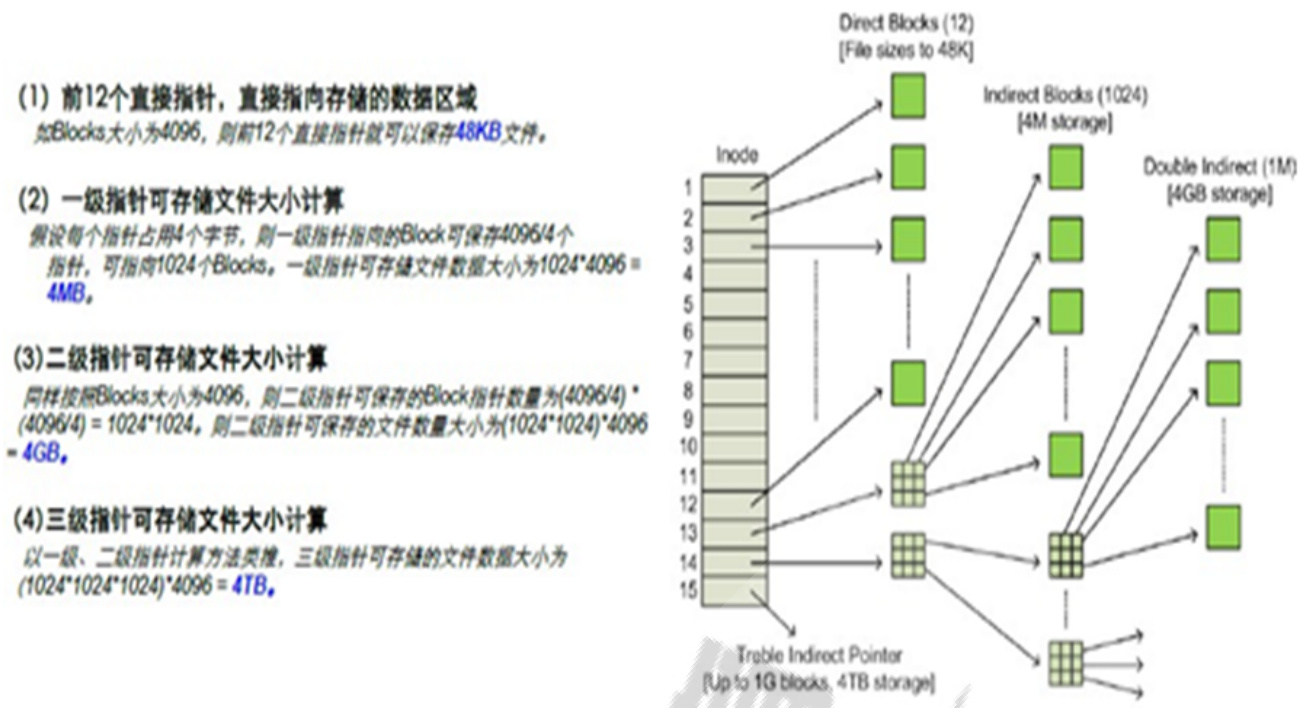 (1) 前12个直接指针，直接指向存储的数据区域
如Blocks大小为4096，则前12个直接指针就可以保存48KB文件。
(2) 一级指针可存储文件大小计算
假设每个指针占用4个字节，则一级指针指向的Block可保存4096/4个
指针，可指向1024个Blocks。一级指针可存储文件数据大小为1024*4096 =
4MB。
(3)二级指针可存储文件大小计算
同样按照Blocks大小为4096，则二级指针可保存的Block指针数量为(4096/4) *
(4096/4) = 1024*1024。则二级指针可保存的文件数量大小为(1024*1024)*4096
= 4GB。
(4)三级指针可存储文件大小计算
以一级、二级指针计算方法类推，三级指针可存储的文件数据大小为
(1024*1024*1024)*4096 = 4TB。
Direct Blocks (12)
[File sizes to 48K]
Indirect Blocks (1024)
[4M storage]
Double Indirect (1M)
[4GB storage]
Inode
1
2
3
4
5
6
7
8
9
10
11
12
13
14
15
Treble Indirect Pointer
[Up to 1G blocks, 4TB storage]